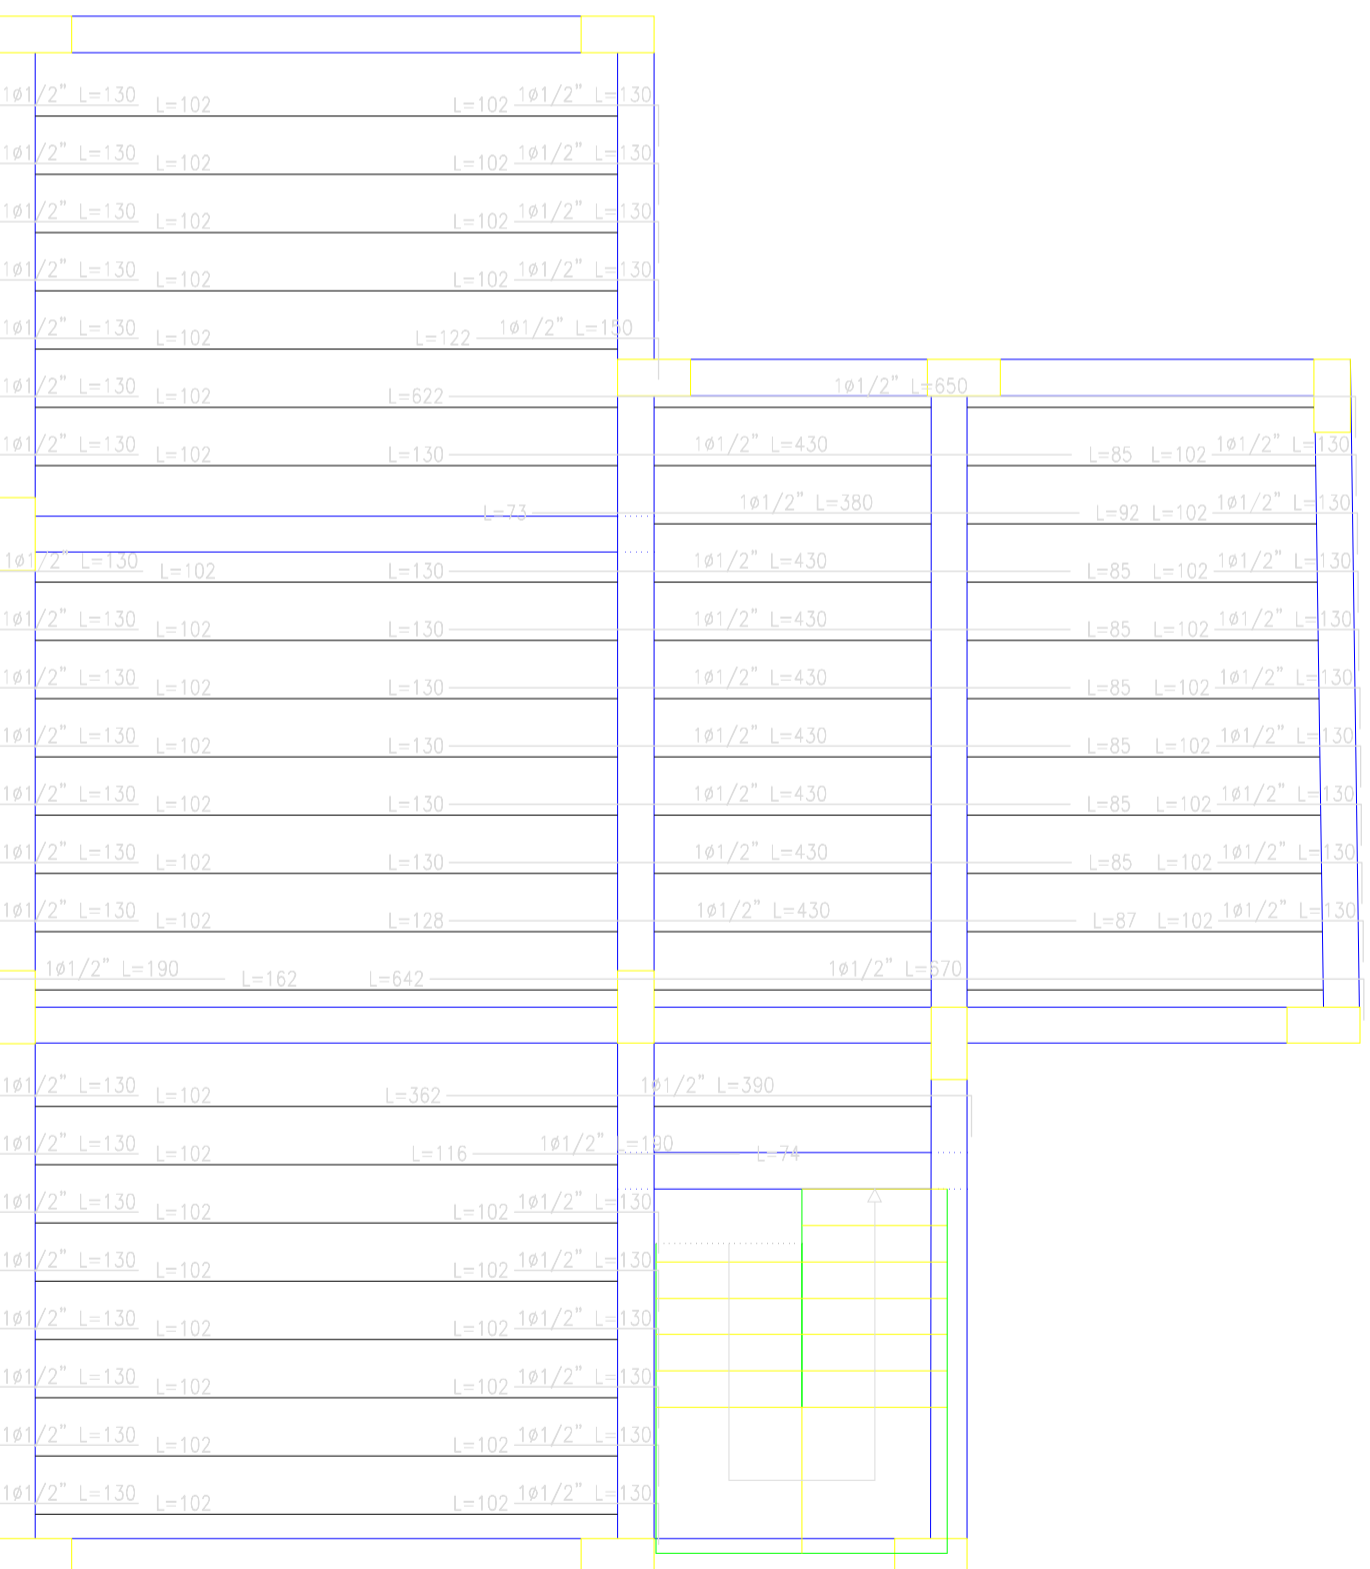 1ø1/2" L=130 L=102 L=102 1ø1/2" L=130
1ø1/2" L=130 L=102 L=102 1ø1/2" L=130
1ø1/2" L=130 L=102 L=102 1ø1/2" L=130
1ø1/2" L=130 L=102 L=102 1ø1/2" L=130
1ø1/2" L=130 L=102 L=122 1ø1/2" L=150
1ø1/2" L=130 L=102 L=622 1ø1/2" L=650
1ø1/2" L=130 L=102 L=130 1ø1/2" L=430 L=85 L=102 1ø1/2" L=130
L=73 1ø1/2" L=380 L=92 L=102 1ø1/2" L=130
1ø1/2" L=130 L=102 L=130 1ø1/2" L=430 L=85 L=102 1ø1/2" L=130
1ø1/2" L=130 L=102 L=130 1ø1/2" L=430 L=85 L=102 1ø1/2" L=130
1ø1/2" L=130 L=102 L=130 1ø1/2" L=430 L=85 L=102 1ø1/2" L=130
1ø1/2" L=130 L=102 L=130 1ø1/2" L=430 L=85 L=102 1ø1/2" L=130
1ø1/2" L=130 L=102 L=130 1ø1/2" L=430 L=85 L=102 1ø1/2" L=130
1ø1/2" L=130 L=102 L=130 1ø1/2" L=430 L=85 L=102 1ø1/2" L=130
1ø1/2" L=130 L=102 L=128 1ø1/2" L=430 L=87 L=102 1ø1/2" L=130
1ø1/2" L=190 L=162 L=642 1ø1/2" L=670
1ø1/2" L=130 L=102 L=362 1ø1/2" L=390
1ø1/2" L=130 L=102 L=116 1ø1/2" L=190 L=74
1ø1/2" L=130 L=102 L=102 1ø1/2" L=130
1ø1/2" L=130 L=102 L=102 1ø1/2" L=130
1ø1/2" L=130 L=102 L=102 1ø1/2" L=130
1ø1/2" L=130 L=102 L=102 1ø1/2" L=130
1ø1/2" L=130 L=102 L=102 1ø1/2" L=130
1ø1/2" L=130 L=102 L=102 1ø1/2" L=130